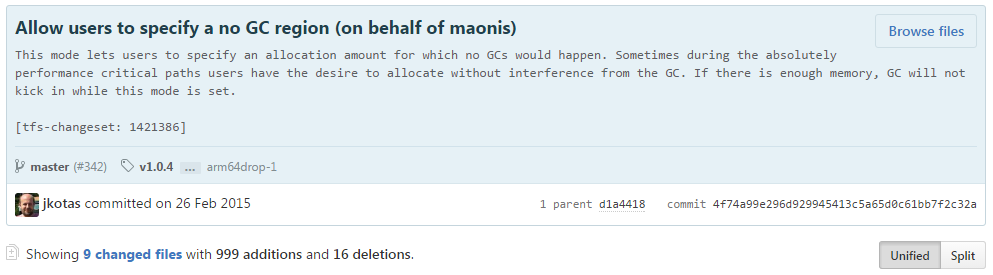 Allow users to specify a no GC region (on behalf of maonis)
Browse files
This mode lets users to specify an allocation amount for which no GCs would happen. Sometimes during the absolutely
performance critical paths users have the desire to allocate without interference from the GC. If there is enough memory, GC will not
kick in while this mode is set.
[tfs-changeset: 1421386]
master (#342) v1.0.4 ... arm64drop-1
jkotas committed on 26 Feb 2015 1 parent d1a4418 commit 4f74a99e296d929945413c5a65d0c61bb7f2c32a
Showing 9 changed files with 999 additions and 16 deletions. Unified Split